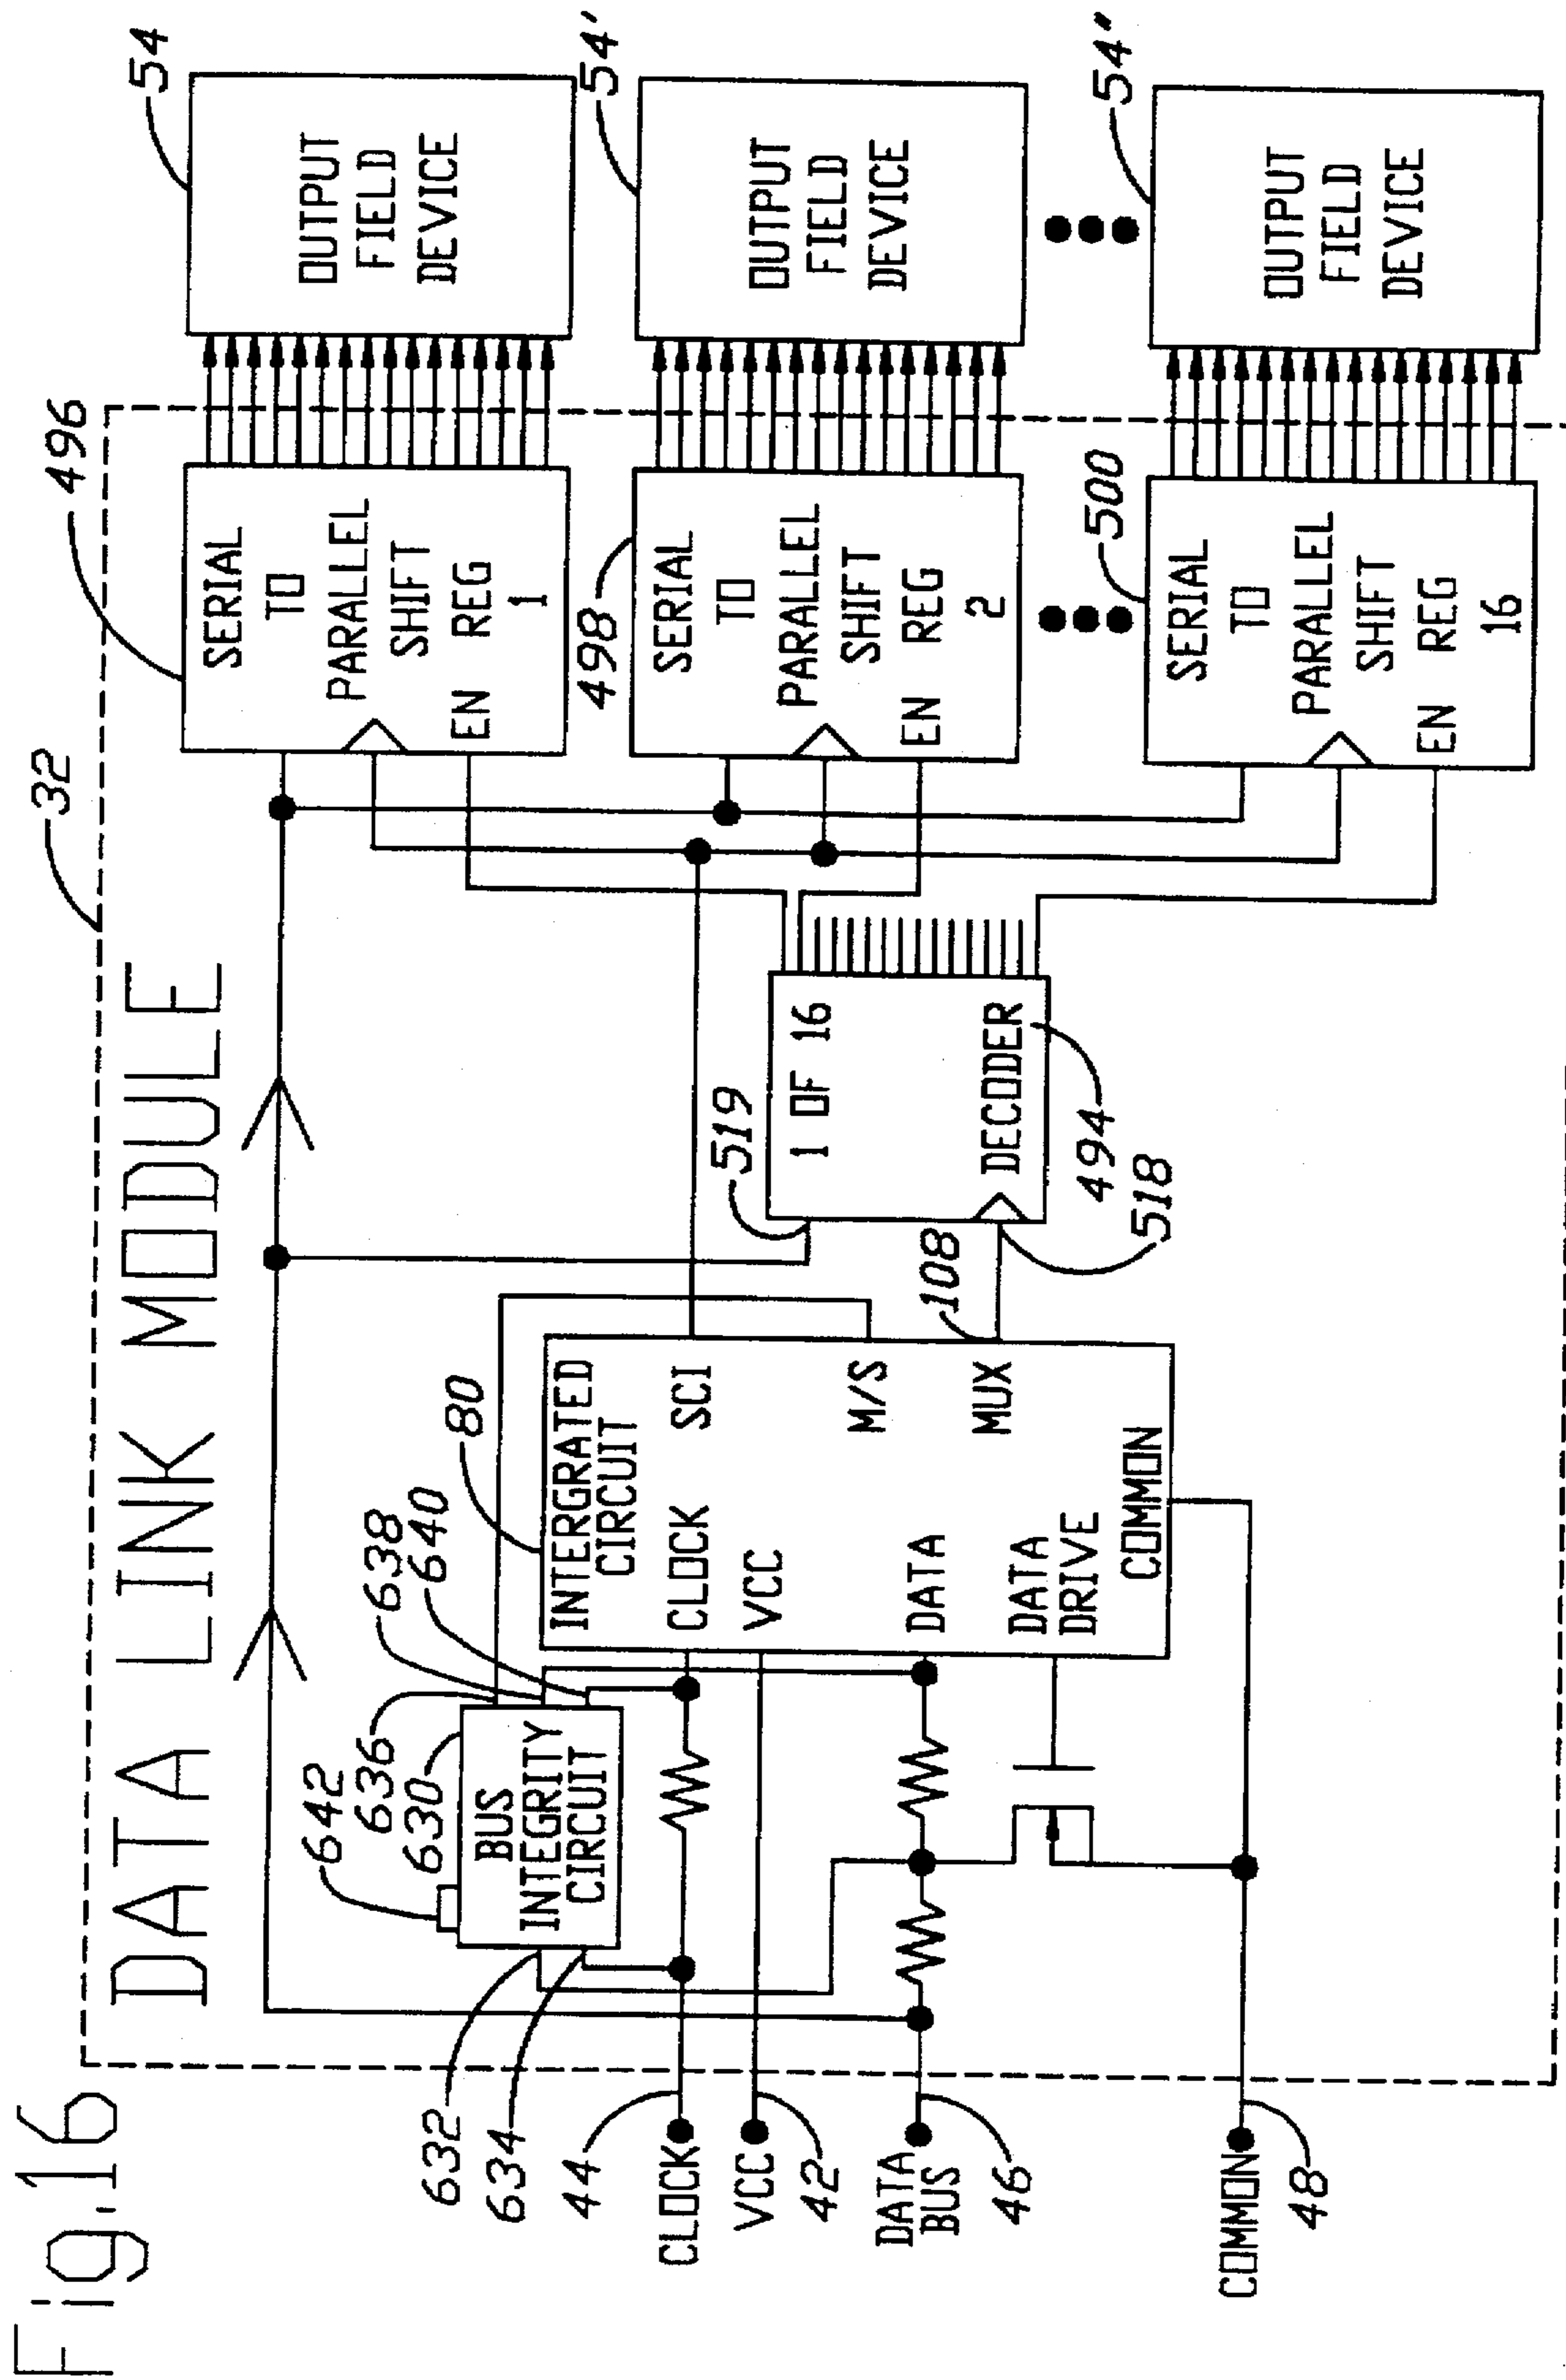 Fig.16
DATA LINK MODULE
32
642
636
630
638
640
80
BUS
INTEGRITY
CIRCUIT
632
634
44
CLOCK
VCC
42
DATA
BUS
46
COMMON
48
INTERGRATED
CIRCUIT
CLOCK SCI
VCC
M/S
DATA
MUX
DATA
DRIVE
COMMON
108
519
1 OF 16
DECODER
494
518
496
SERIAL
TO
PARALLEL
SHIFT
EN REG
1
498
SERIAL
TO
PARALLEL
SHIFT
EN REG
2
500
SERIAL
TO
PARALLEL
SHIFT
EN REG
16
54
OUTPUT
FIELD
DEVICE
54'
OUTPUT
FIELD
DEVICE
54"
OUTPUT
FIELD
DEVICE